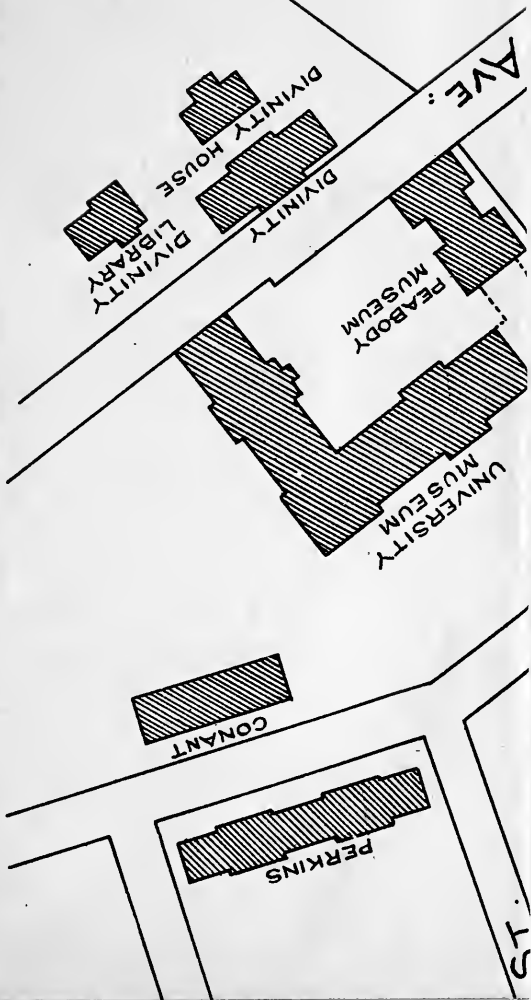 AVE.
DIVINITY HOUSE
DIVINITY
DIVINITY
LIBRARY
PEABODY
MUSEUM
UNIVERSITY
MUSEUM
CONANT
PERKINS
ST.